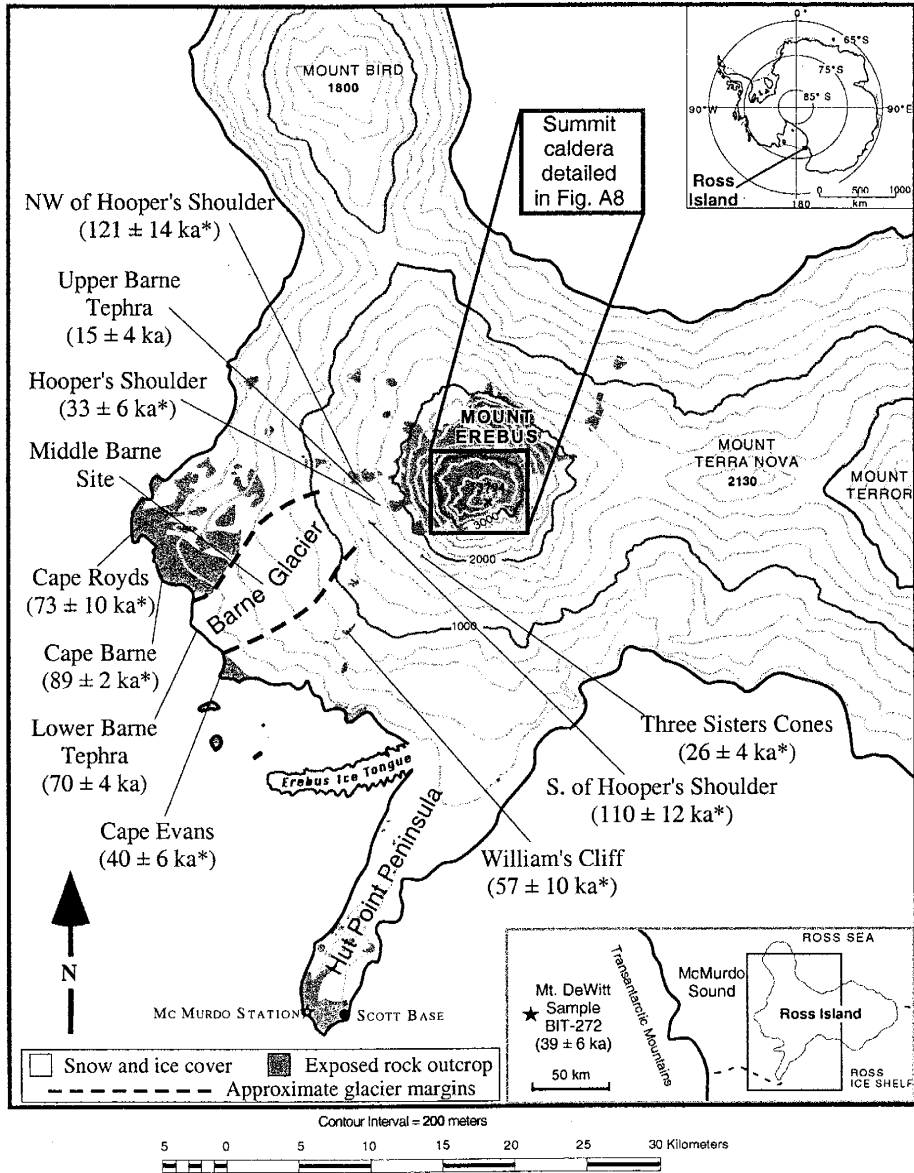 MOUNT BIRD
1800
0°
65°S
75°S
85° S
90°W
90°E
Ross
Island
180
0 500 1000
km
Summit
caldera
detailed
in Fig. A8
NW of Hooper's Shoulder
(121 ± 14 ka*)
Upper Barne
Tephra
(15 ± 4 ka)
Hooper's Shoulder
(33 ± 6 ka*)
Middle Barne
Site
MOUNT
EREBUS
3794
3000
2000
1000
MOUNT
TERRA NOVA
2130
MOUNT
TERROR
Barne Glacier
Cape Royds
(73 ± 10 ka*)
Cape Barne
(89 ± 2 ka*)
Lower Barne
Tephra
(70 ± 4 ka)
Cape Evans
(40 ± 6 ka*)
Erebus Ice Tongue
Hut Point Peninsula
Three Sisters Cones
(26 ± 4 ka*)
S. of Hooper's Shoulder
(110 ± 12 ka*)
William's Cliff
(57 ± 10 ka*)
N
MC MURDO STATION
SCOTT BASE
Mt. DeWitt
Sample
BIT-272
(39 ± 6 ka)
50 km
Transantarctic Mountains
McMurdo
Sound
ROSS SEA
Ross Island
ROSS
ICE SHELF
Snow and ice cover
Exposed rock outcrop
Approximate glacier margins
Contour Interval = 200 meters
5 0 5 10 15 20 25 30 Kilometers